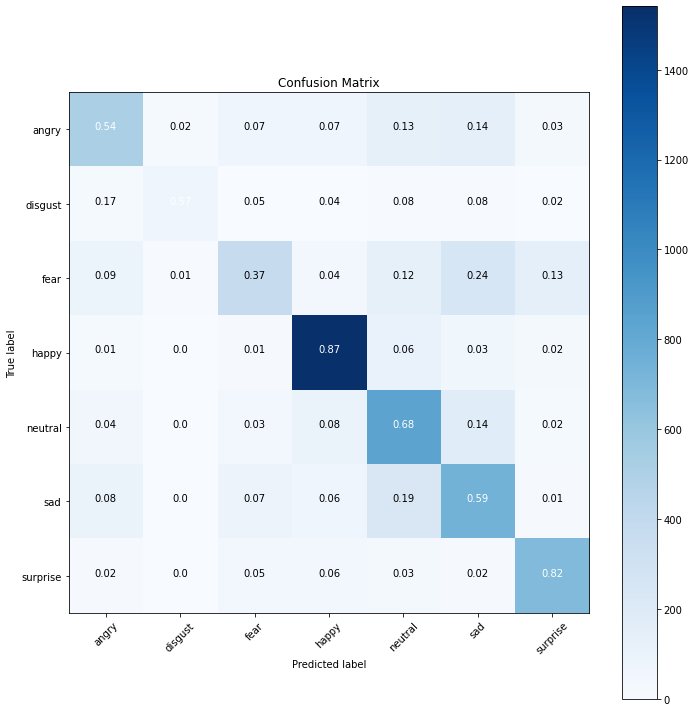 Confusion Matrix
angry 0.54 0.02 0.07 0.07 0.13 0.14 0.03
disgust 0.17 0.57 0.05 0.04 0.08 0.08 0.02
fear 0.09 0.01 0.37 0.04 0.12 0.24 0.13
happy 0.01 0.0 0.01 0.87 0.06 0.03 0.02
neutral 0.04 0.0 0.03 0.08 0.68 0.14 0.02
sad 0.08 0.0 0.07 0.06 0.19 0.59 0.01
surprise 0.02 0.0 0.05 0.06 0.03 0.02 0.82
True label
angry disgust fear happy neutral sad surprise
Predicted label
1400
1200
1000
800
600
400
200
0